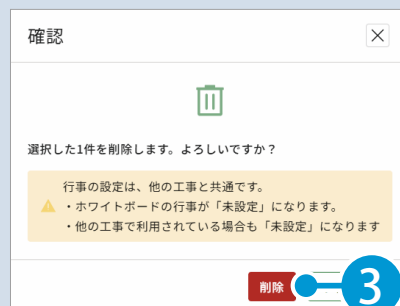 確認
選択した1件を削除します。よろしいですか？
行事の設定は、他の工事と共通です。
・ホワイトボードの行事が「未設定」になります。
・他の工事で利用されている場合も「未設定」になります
削除
3